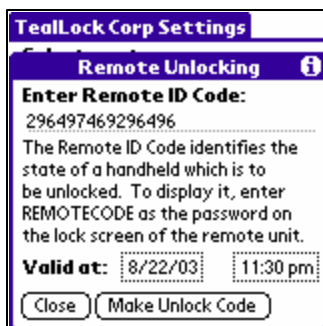 TealLock Corp Settings
Remote Unlocking
Enter Remote ID Code:
296497469296496
The Remote ID Code identifies the
state of a handheld which is to
be unlocked. To display it, enter
REMOTECODE as the password on
the lock screen of the remote unit.
Valid at: 8/22/03 11:30 pm
Close Make Unlock Code